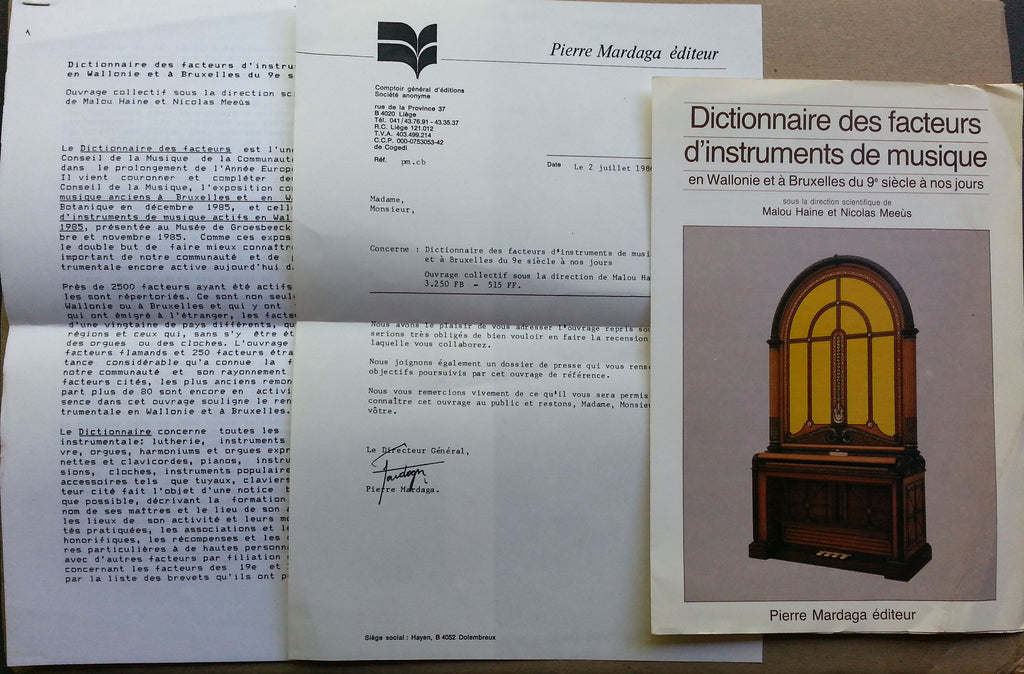 Dictionnaire des facteurs d'instru
en Wallonie et à Bruxelles du 9e s
Ouvrage collectif sous la direction sc
de Malou Haine et Nicolas Meeùs
Le Dictionnaire des facteurs est l'un
Conseil de la Musique de la Communaut
dans le prolongement de l'Année Europ
Il vient couronner et compléter de
Conseil de la Musique, l'exposition co
musique anciens à Bruxelles et en W
Botanique en décembre 1985, et cell
d'instruments de musique actifs en Wal
1985, présentée au Musée de Groesbeeck
bre et novembre 1985. Comme ces expos
le double but de faire mieux connaîtr
important de notre communauté et de
trumentale encore active aujourd'hui d
Près de 2500 facteurs ayant été actifs
les sont répertoriés. Ce sont non seul
Wallonie ou à Bruxelles et qui y ont
qui ont émigré à l'étranger, les facte
d'une vingtaine de pays différents, qu
régions et ceux qui, sans s'y être ét
des orgues ou des cloches. L'ouvrage
facteurs flamands et 250 facteurs étra
tance considérable qu'a connue la f
notre communauté et son rayonnement
facteurs cités, les plus anciens remon
part plus de 80 sont encore en activi
sence dans cet ouvrage souligne le ren
trumentale en Wallonie et à Bruxelles.
Le Dictionnaire concerne toutes les
instrumentale: lutherie, instruments
vre, orgues, harmoniums et orgues expr
nettes et clavicordes, pianos, instru
sions, cloches, instruments populaire
accessoires tels que tuyaux, claviers
teur cité fait l'objet d'une notice b
que possible, décrivant la formation
nom de ses maîtres et le lieu de son a
les lieux de son activité et leurs mo
tés pratiquées, les associations et l
honorifiques, les récompenses et les
res particulières à de hautes personn
avec d'autres facteurs par filiation
concernant les facteurs des 19e et
par la liste des brevets qu'ils ont p
Pierre Mardaga éditeur
Comptoir général d'éditions
Société anonyme
rue de la Province 37
B 4020 Liège
Tél. 041/43.76.91 - 43.35.37
R.C. Liège 121.012
T.V.A. 403.499.214
C.C.P. 000-0753053-42
de Cogedi
Réf. pm.cb
Date Le 2 juillet 1986
Madame,
Monsieur,
Concerne : Dictionnaire des facteurs d'instruments de musi
et à Bruxelles du 9e siècle à nos jours
Ouvrage collectif sous la direction de Malou Ha
3.250 FB - 515 FF.
Nous avons le plaisir de vous adresser l'ouvrage repris sou
serions très obligés de bien vouloir en faire la recension
laquelle vous collaborez.
Nous joignons également un dossier de presse qui vous rens
objectifs poursuivis par cet ouvrage de référence.
Nous vous remercions vivement de ce qu'il vous sera permis
connaître cet ouvrage au public et restons, Madame, Monsie
vôtre.
Le Directeur Général,
Mardaga
Pierre Mardaga.
Siège social : Hayen, B 4052 Dolembreux
Dictionnaire des facteurs
d'instruments de musique
en Wallonie et à Bruxelles du 9e siècle à nos jours
sous la direction scientifique de
Malou Haine et Nicolas Meeùs
Pierre Mardaga éditeur